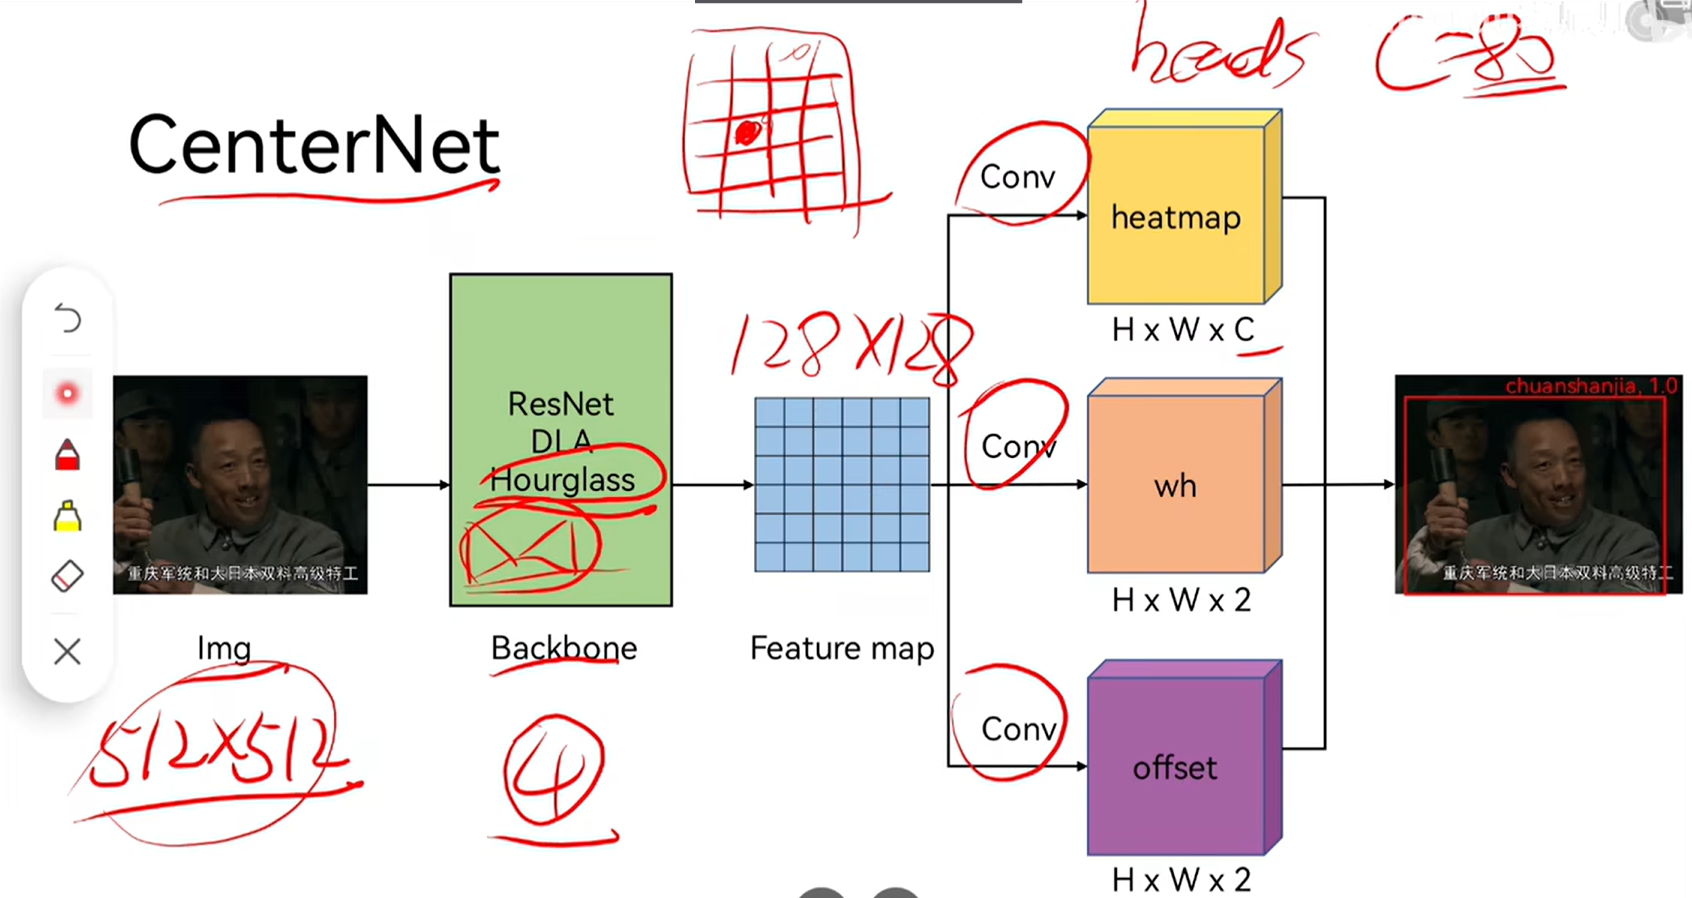 heads C=80
CenterNet
Conv
heatmap
H x W x C
128X128
ResNet
DLA
Hourglass
Conv
wh
H x W x 2
chuanshanjia, 1.0
重庆军统和大日本双料高级特工
重庆军统和大日本双料高级特工
Img
Backbone
Feature map
512x512
4
Conv
offset
H x W x 2